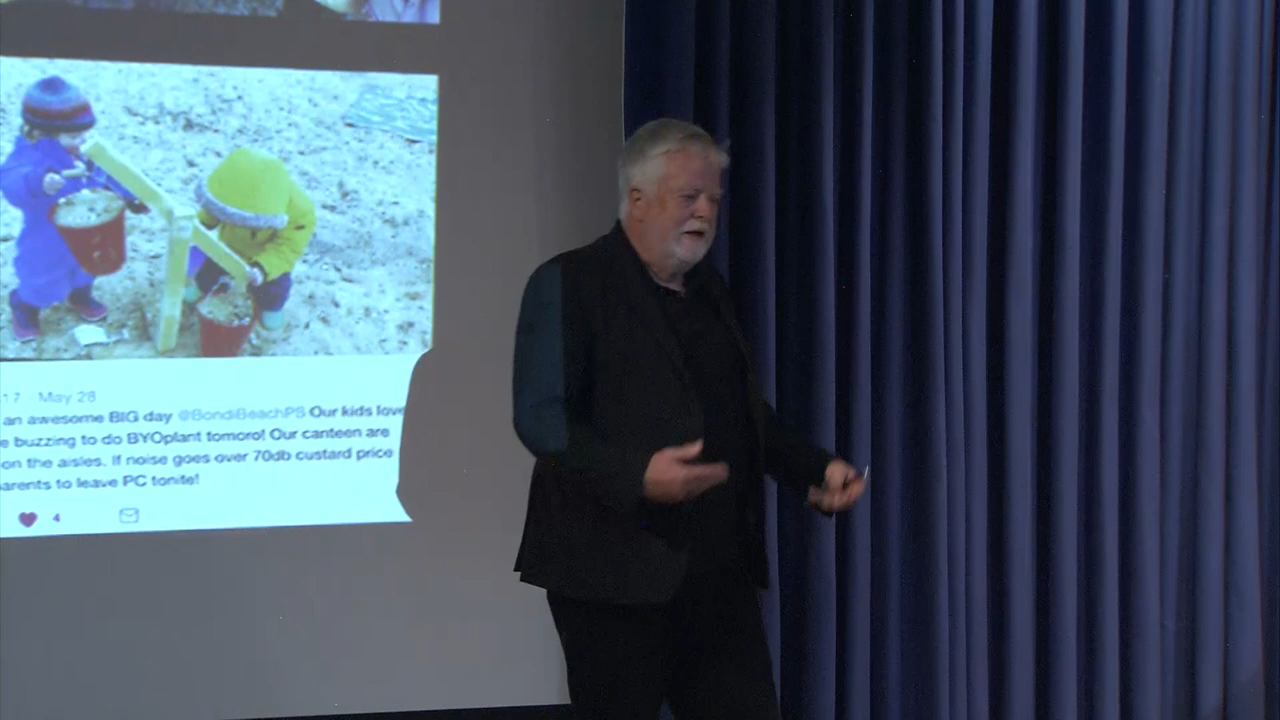 17 May 28
an awesome BIG day @BondiBeachPS Our kids love
e buzzing to do BYOplant tomoro! Our canteen are
on the aisles. If noise goes over 70db custard price
arents to leave PC tonite!
4